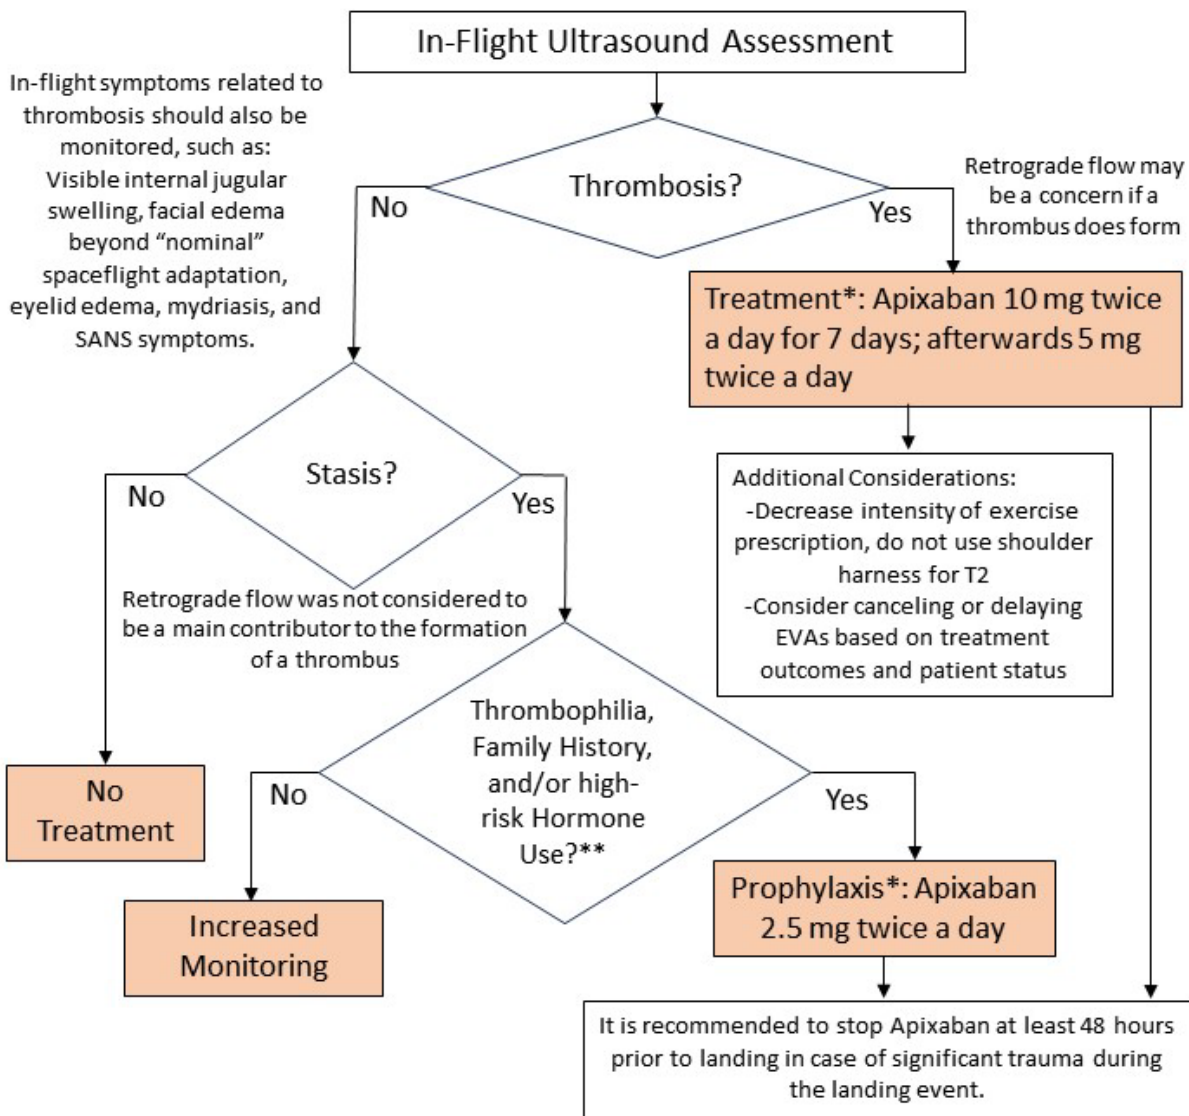 In-Flight Ultrasound Assessment
In-flight symptoms related to
thrombosis should also be
monitored, such as:
Visible internal jugular
swelling, facial edema
beyond “nominal”
spaceflight adaptation,
eyelid edema, mydriasis, and
SANS symptoms.
Thrombosis?
No
Yes
Retrograde flow may
be a concern if a
thrombus does form
Treatment*: Apixaban 10 mg twice
a day for 7 days; afterwards 5 mg
twice a day
Stasis?
No
Yes
Additional Considerations:
-Decrease intensity of exercise
prescription, do not use shoulder
harness for T2
-Consider canceling or delaying
EVAs based on treatment
outcomes and patient status
Retrograde flow was not considered to
be a main contributor to the formation
of a thrombus
Thrombophilia,
Family History,
and/or high-
risk Hormone
Use?**
No
Yes
No
Treatment
Increased
Monitoring
Prophylaxis*: Apixaban
2.5 mg twice a day
It is recommended to stop Apixaban at least 48 hours
prior to landing in case of significant trauma during
the landing event.